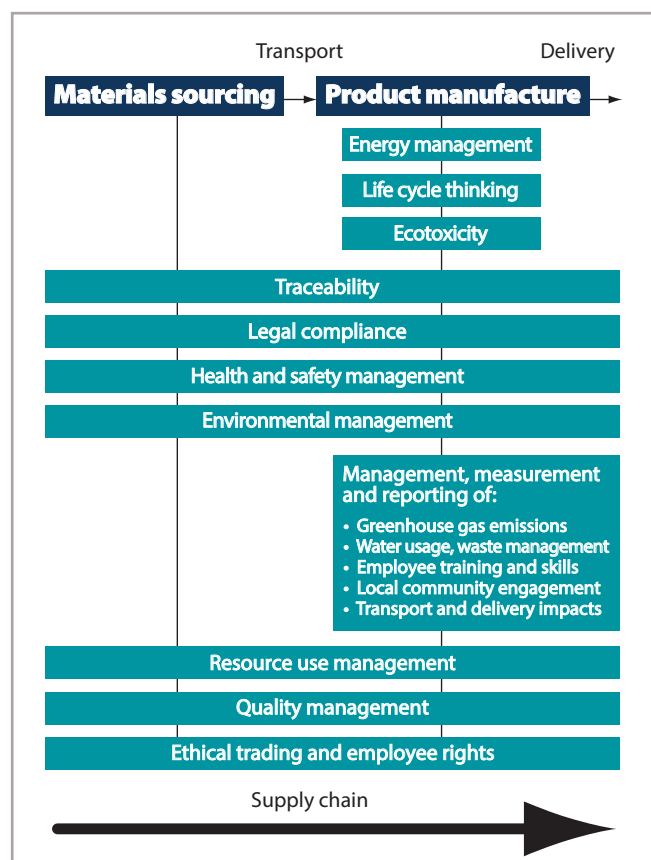 Transport
Delivery
Materials sourcing
Product manufacture
Energy management
Life cycle thinking
Ecotoxicity
Traceability
Legal compliance
Health and safety management
Environmental management
Management, measurement
and reporting of:
• Greenhouse gas emissions
• Water usage, waste management
• Employee training and skills
• Local community engagement
• Transport and delivery impacts
Resource use management
Quality management
Ethical trading and employee rights
Supply chain